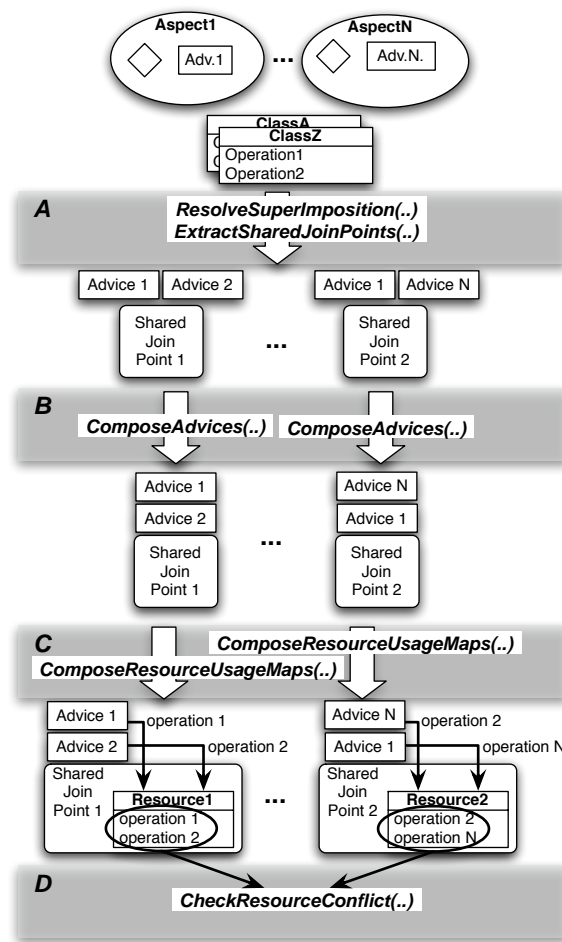 Aspect1
AspectN
Adv.1
...
Adv.N.
ClassA
ClassZ
Operation1
Operation2
A
ResolveSuperImposition(..)
ExtractSharedJoinPoints(..)
Advice 1
Advice 2
Advice 1
Advice N
Shared
Join
Point 1
...
Shared
Join
Point 2
B
ComposeAdvices(..)
ComposeAdvices(..)
Advice 1
Advice 2
Shared
Join
Point 1
...
Advice N
Advice 1
Shared
Join
Point 2
C
ComposeResourceUsageMaps(..)
ComposeResourceUsageMaps(..)
Advice 1
operation 1
Advice 2
operation 2
Shared
Join
Point 1
Resource1
operation 1
operation 2
...
Advice N
operation 2
Advice 1
operation N
Shared
Join
Point 2
Resource2
operation 2
operation N
D
CheckResourceConflict(..)